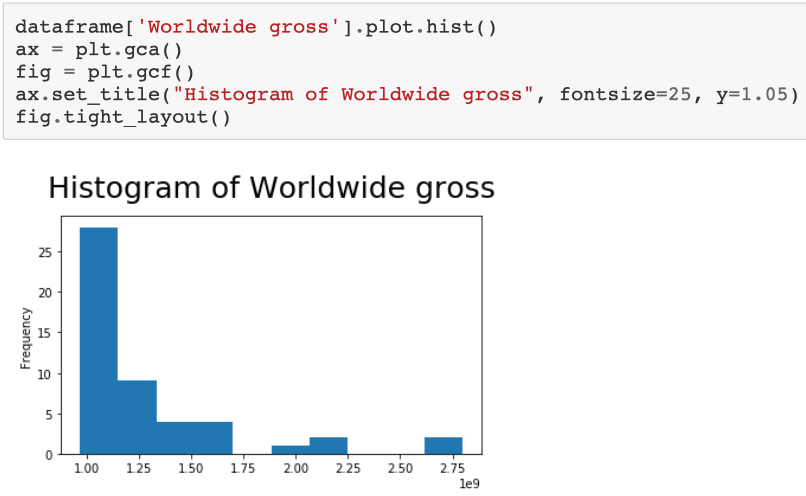 dataframe['Worldwide gross'].plot.hist()
ax = plt.gca()
fig = plt.gcf()
ax.set_title("Histogram of Worldwide gross", fontsize=25, y=1.05)
fig.tight_layout()
Histogram of Worldwide gross
25
20
15
10
5
0
Frequency
1.00 1.25 1.50 1.75 2.00 2.25 2.50 2.75
1e9